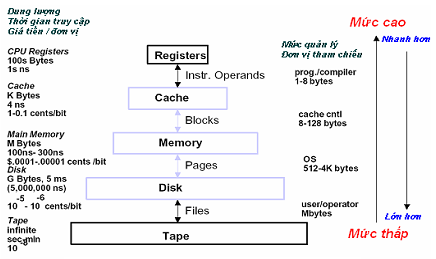 Dung lượng
Thời gian truy cập
Giá tiền / đơn vị
CPU Registers
100s Bytes
1s ns
Cache
K Bytes
4 ns
1-0.1 cents/bit
Main Memory
M Bytes
100ns- 300ns
$.0001-.00001 cents /bit
Disk
G Bytes, 5 ms
(5,000,000 ns)
-5 -6
10 - 10 cents/bit
Tape
infinite
sec-min
10 -8
Registers
Instr. Operands
Cache
Blocks
Memory
Pages
Disk
Files
Tape
Mức quản lý
Đơn vị tham chiếu
prog./compiler
1-8 bytes
cache cntl
8-128 bytes
OS
512-4K bytes
user/operator
Mbytes
Mức cao
Nhanh hơn
Lớn hơn
Mức thấp